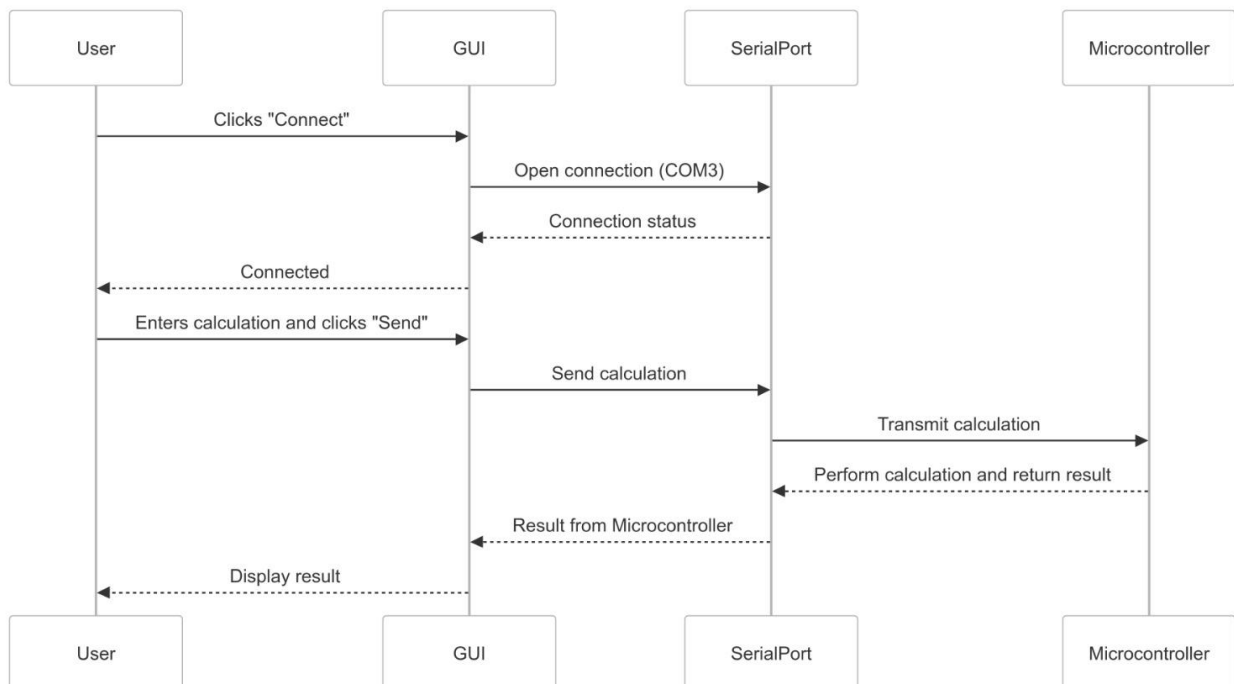 User
GUI
SerialPort
Microcontroller
Clicks "Connect"
Open connection (COM3)
Connection status
Connected
Enters calculation and clicks "Send"
Send calculation
Transmit calculation
Perform calculation and return result
Result from Microcontroller
Display result
User
GUI
SerialPort
Microcontroller